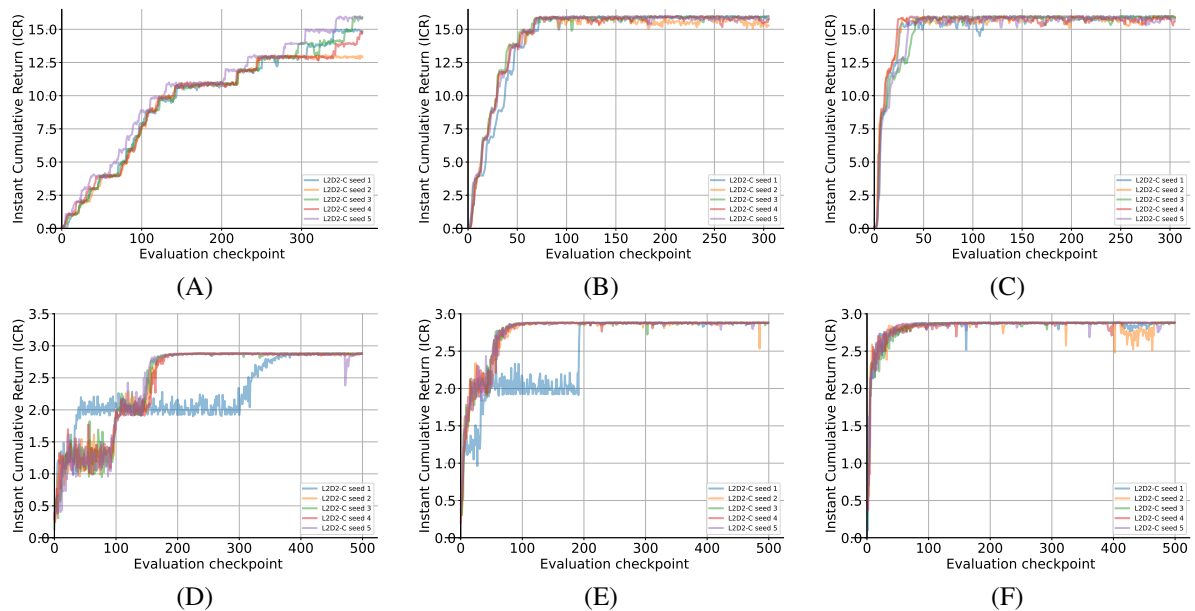 Instant Cumulative Return (ICR)
15.0
12.5
10.0
7.5
5.0
2.5
0.0
0
100
200
300
Evaluation checkpoint
L2D2-C seed 1
L2D2-C seed 2
L2D2-C seed 3
L2D2-C seed 4
L2D2-C seed 5
(A)
Instant Cumulative Return (ICR)
15.0
12.5
10.0
7.5
5.0
2.5
0.0
0
50
100
150
200
250
300
Evaluation checkpoint
L2D2-C seed 1
L2D2-C seed 2
L2D2-C seed 3
L2D2-C seed 4
L2D2-C seed 5
(B)
Instant Cumulative Return (ICR)
15.0
12.5
10.0
7.5
5.0
2.5
0.0
0
50
100
150
200
250
300
Evaluation checkpoint
L2D2-C seed 1
L2D2-C seed 2
L2D2-C seed 3
L2D2-C seed 4
L2D2-C seed 5
(C)
Instant Cumulative Return (ICR)
3.5
3.0
2.5
2.0
1.5
1.0
0.5
0.0
0
100
200
300
400
500
Evaluation checkpoint
L2D2-C seed 1
L2D2-C seed 2
L2D2-C seed 3
L2D2-C seed 4
L2D2-C seed 5
(D)
Instant Cumulative Return (ICR)
3.0
2.5
2.0
1.5
1.0
0.5
0.0
0
100
200
300
400
500
Evaluation checkpoint
L2D2-C seed 1
L2D2-C seed 2
L2D2-C seed 3
L2D2-C seed 4
L2D2-C seed 5
(E)
Instant Cumulative Return (ICR)
3.0
2.5
2.0
1.5
1.0
0.5
0.0
0
100
200
300
400
500
Evaluation checkpoint
L2D2-C seed 1
L2D2-C seed 2
L2D2-C seed 3
L2D2-C seed 4
L2D2-C seed 5
(F)